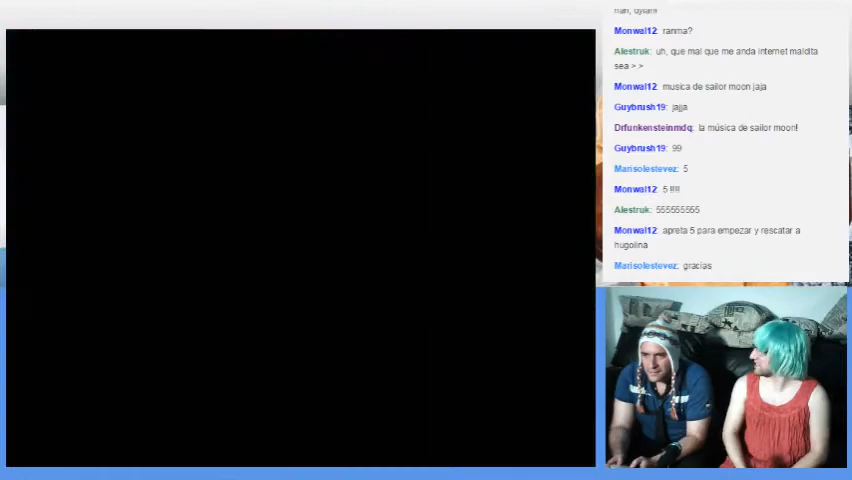 Monwal12: ranma?
Alestruk: uh, que mal que me anda internet maldita
sea > >
Monwal12: musica de sailor moon jaja
Guybrush19: jajja
Drfunkensteinmdq: la música de sailor moon!
Guybrush19: 99
Marisolestevez: 5
Monwal12: 5 !!!!!
Alestruk: 555555555
Monwal12: apreta 5 para empezar y rescatar a
hugolina
Marisolestevez: gracias